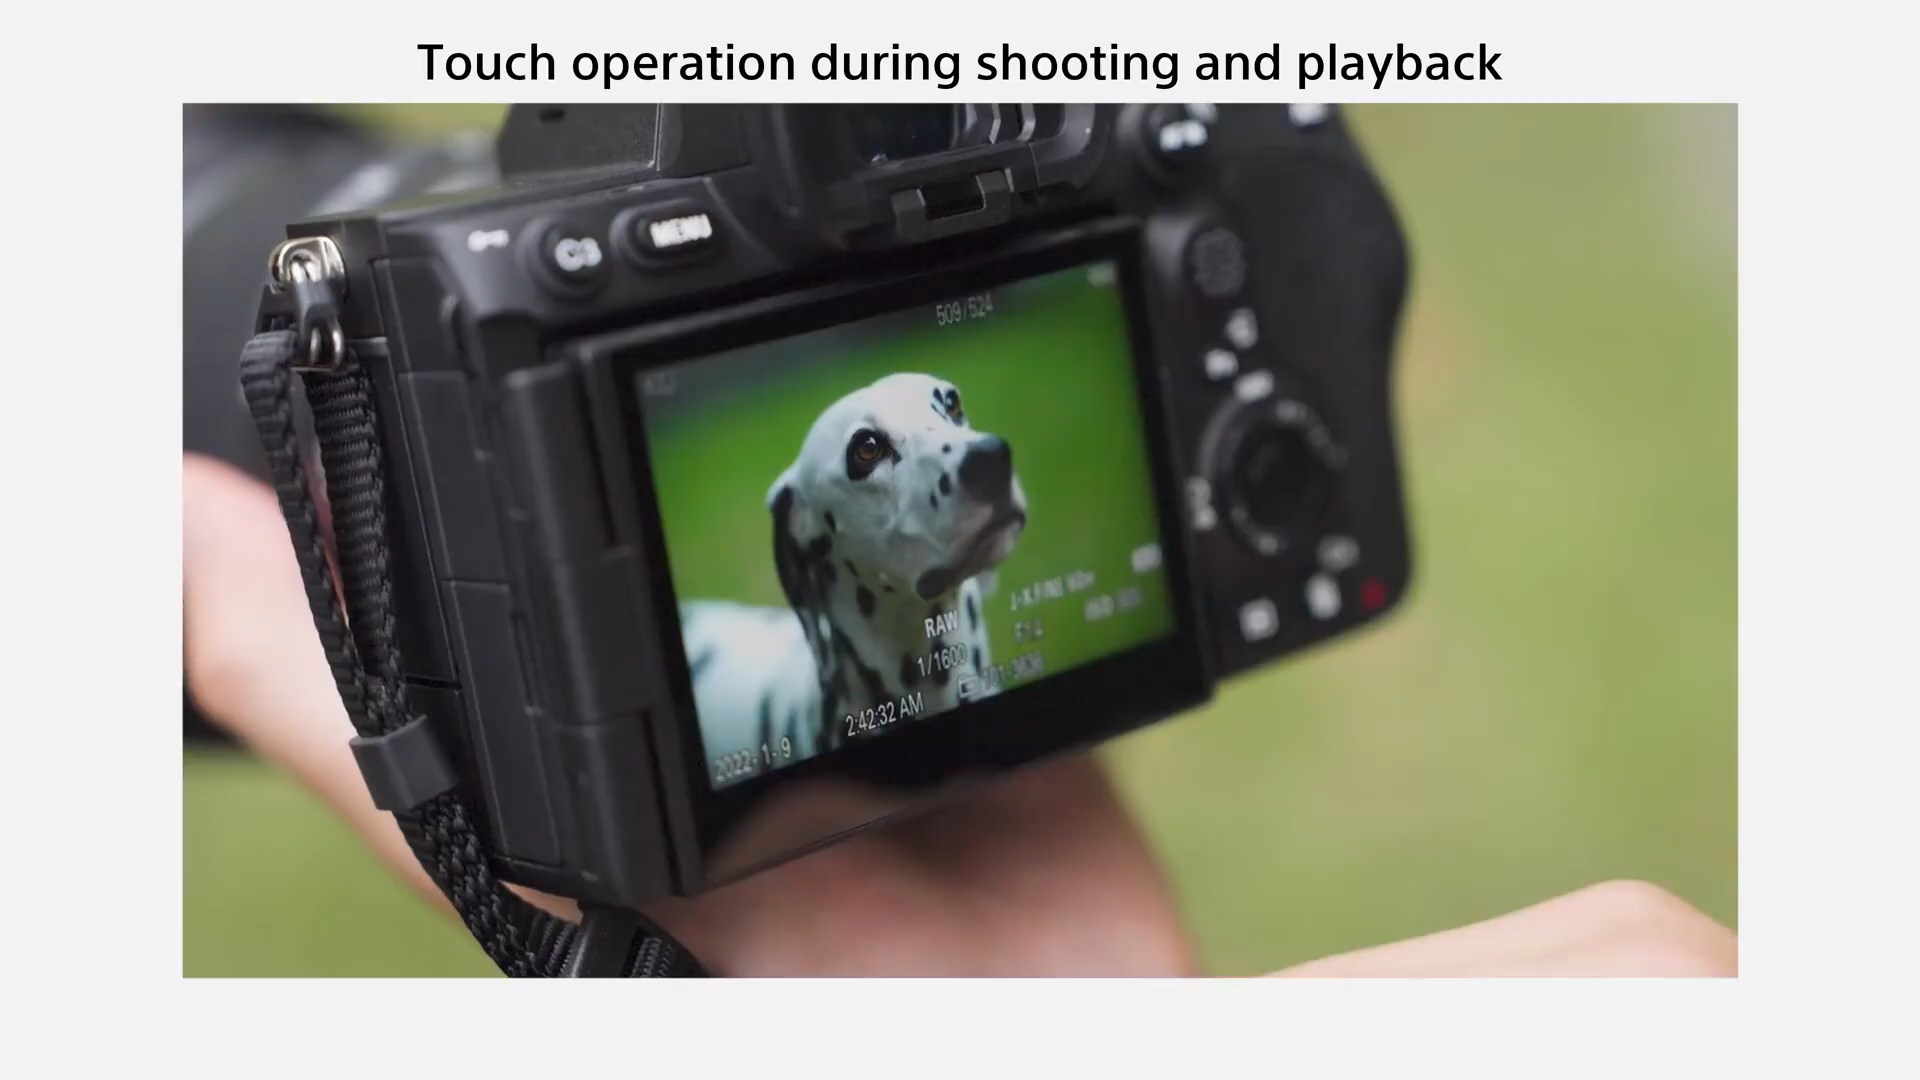 Touch operation during shooting and playback
C3 MENU
509/524
RAW
1/1600
2:42:32 AM
2022- 1- 9